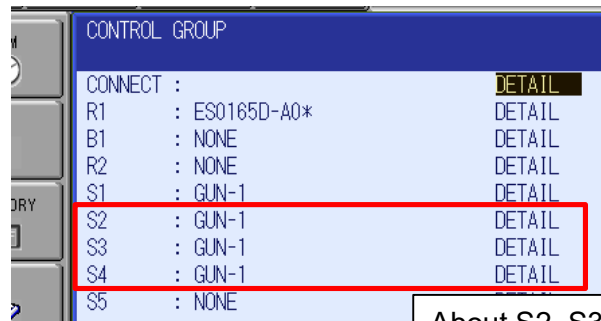 CONTROL GROUP
CONNECT : DETAIL
R1 : ES0165D-A0* DETAIL
B1 : NONE DETAIL
R2 : NONE DETAIL
S1 : GUN-1 DETAIL
S2 : GUN-1 DETAIL
S3 : GUN-1 DETAIL
S4 : GUN-1 DETAIL
S5 : NONE
About S2, S3
M
ORY